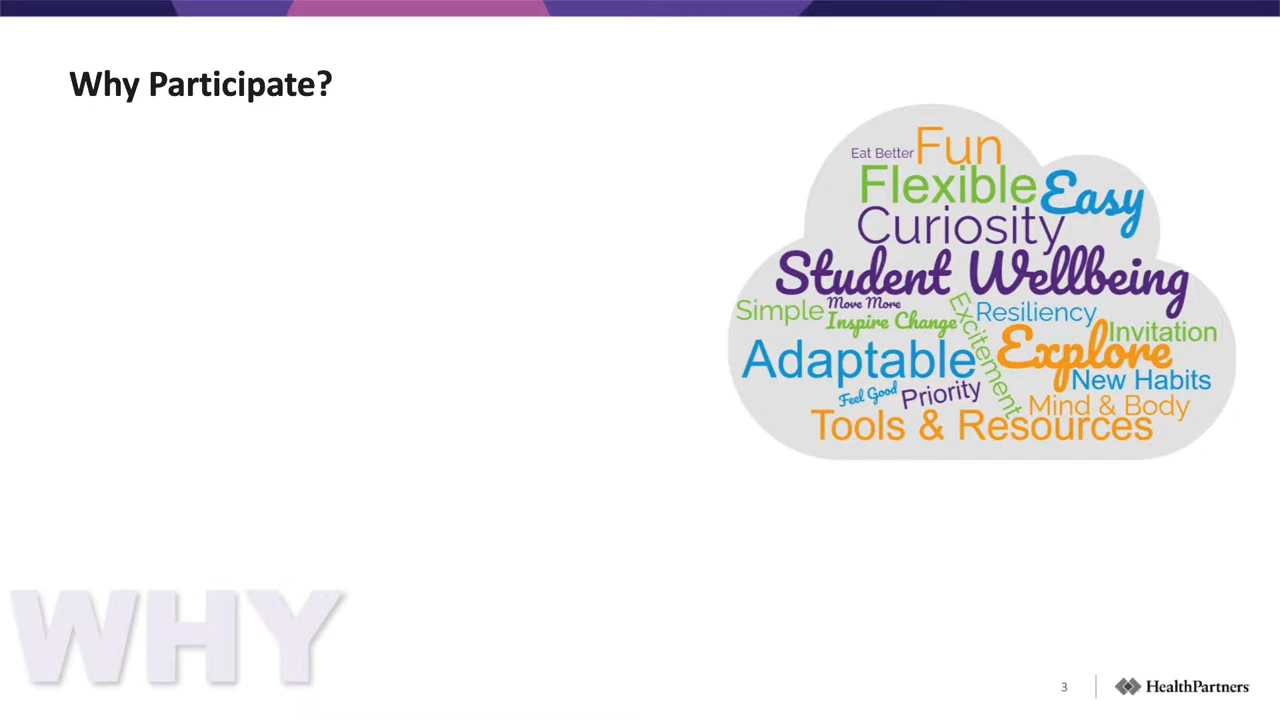 Why Participate?
Eat Better Fun
Flexible Easy
Curiosity
Student Wellbeing
Simple Move More Excitement Resiliency
Inspire Change Invitation
Adaptable Explore
New Habits
Feel Good Priority Mind & Body
Tools & Resources
WHY
3 HealthPartners